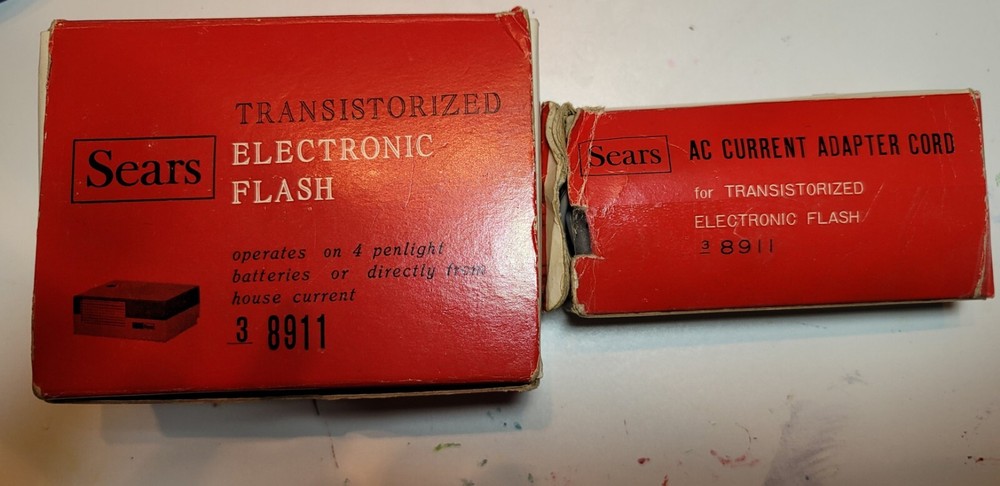 TRANSISTORIZED
Sears
ELECTRONIC
FLASH
operates on 4 penlight
batteries or directly from
house current
3 8911
Sears
AC CURRENT ADAPTER CORD
for TRANSISTORIZED
ELECTRONIC FLASH
3 8911